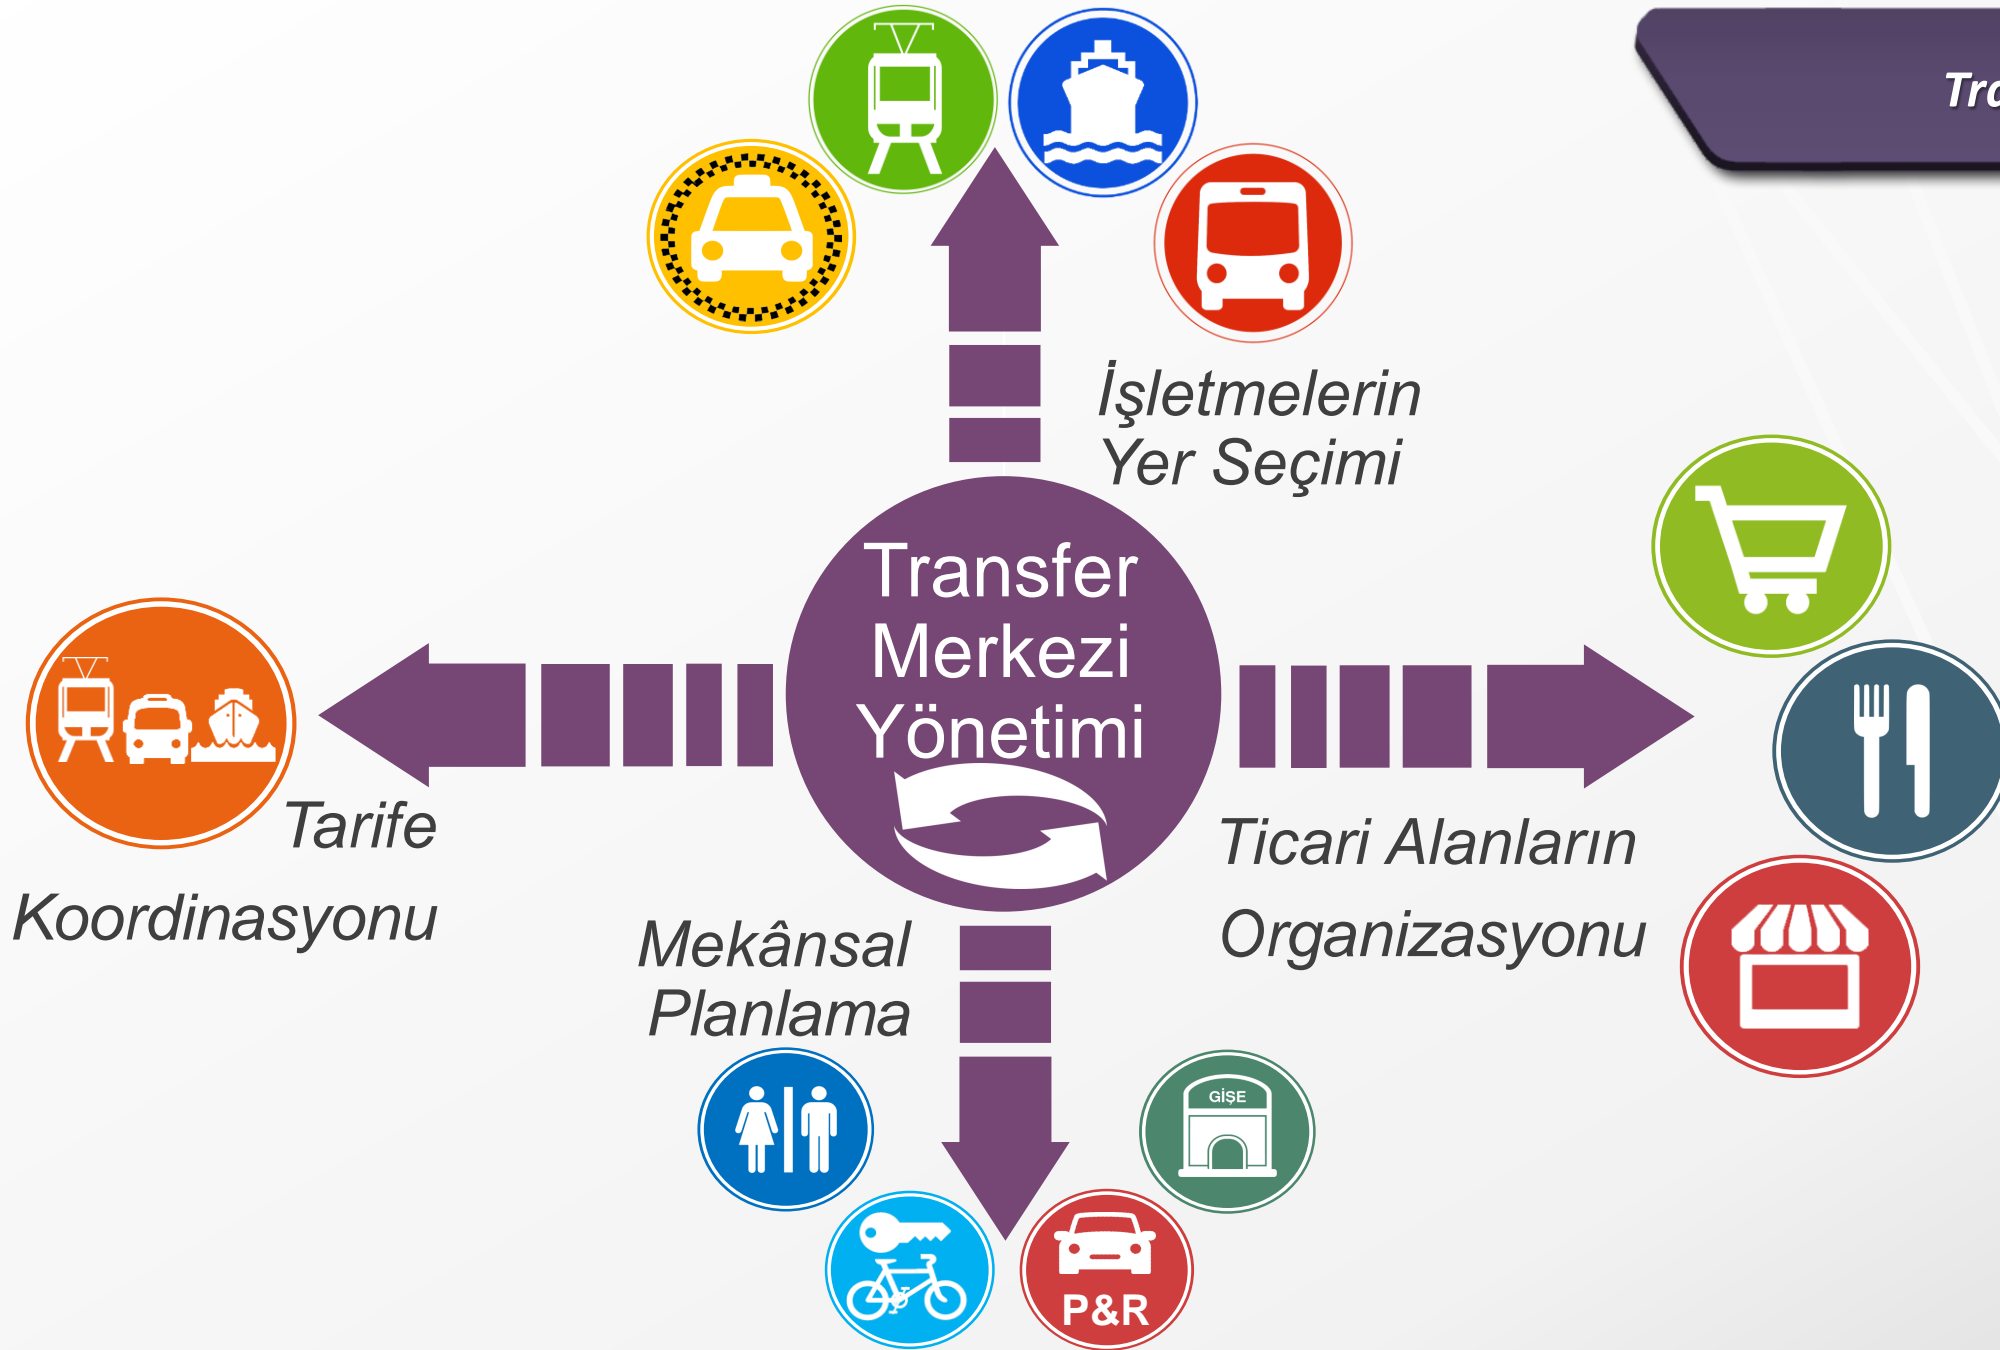 İşletmelerin
Yer Seçimi
Transfer
Merkezi
Yönetimi
Tarife
Koordinasyonu
Ticari Alanların
Organizasyonu
Mekânsal
Planlama
GİŞE
P&R